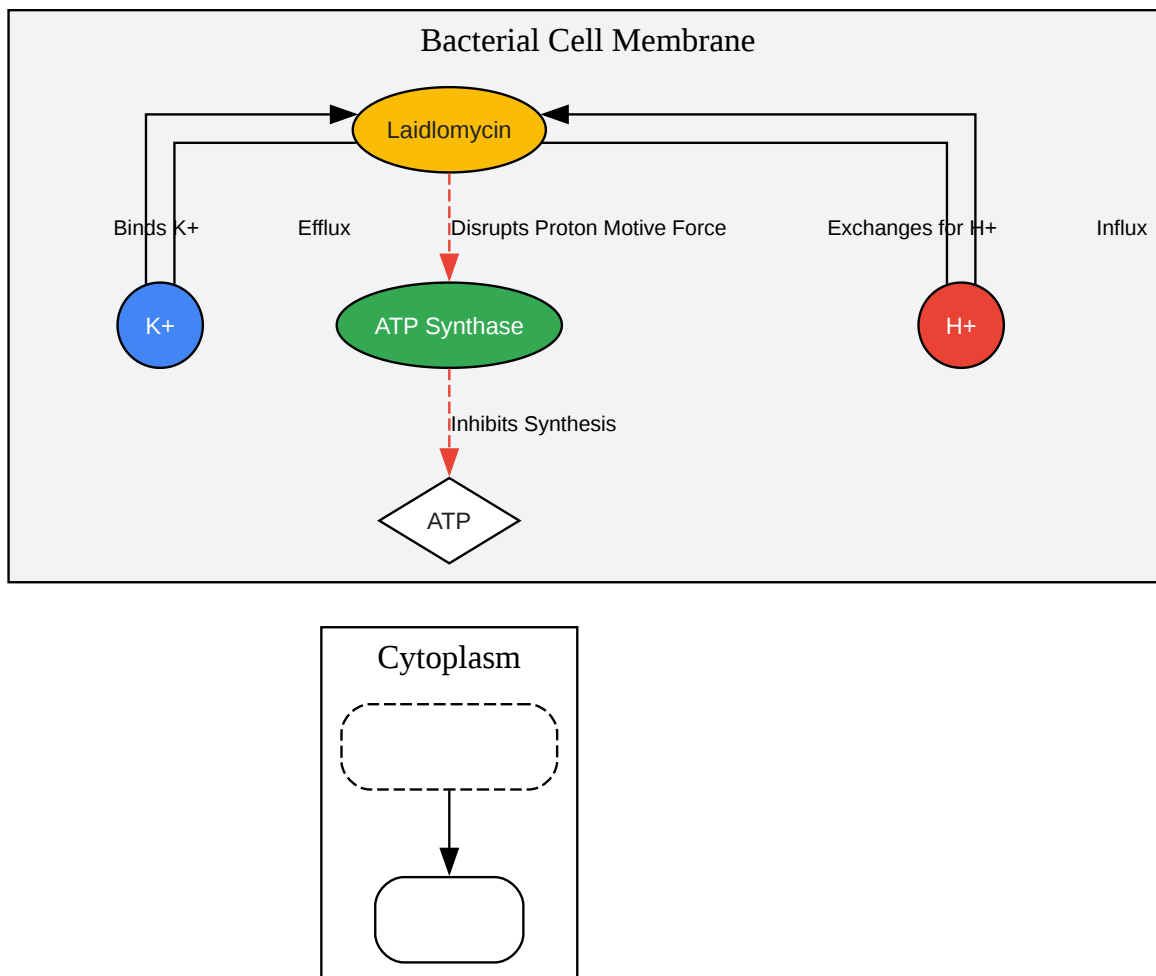 Bacterial Cell Membrane
Laidlomycin
Binds K+
Efflux
Disrupts Proton Motive Force
Exchanges for H+
Influx
K+
ATP Synthase
H+
Inhibits Synthesis
ATP
Cytoplasm